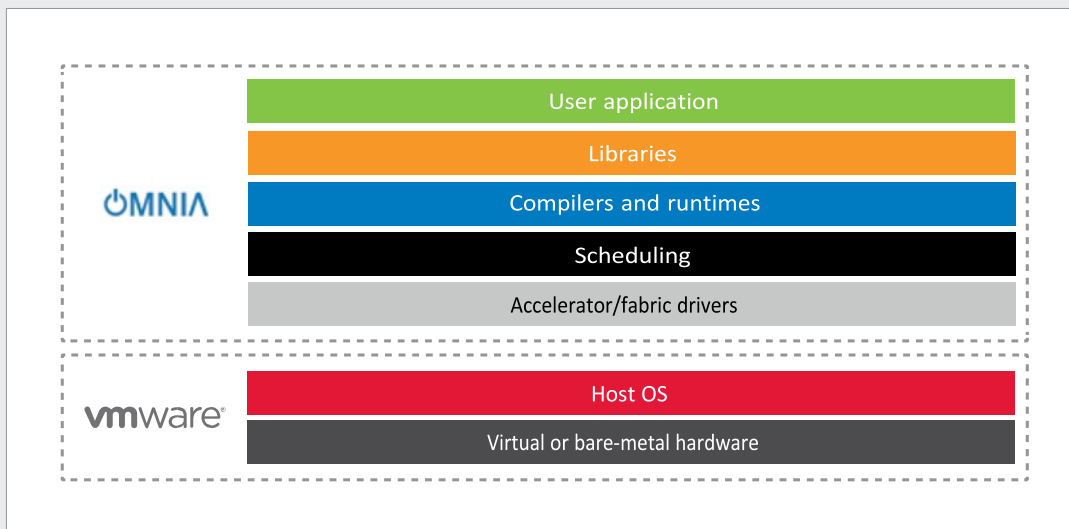 User application
Libraries
OMNIA
Compilers and runtimes
Scheduling
Accelerator/fabric drivers
Host OS
vmware®
Virtual or bare-metal hardware